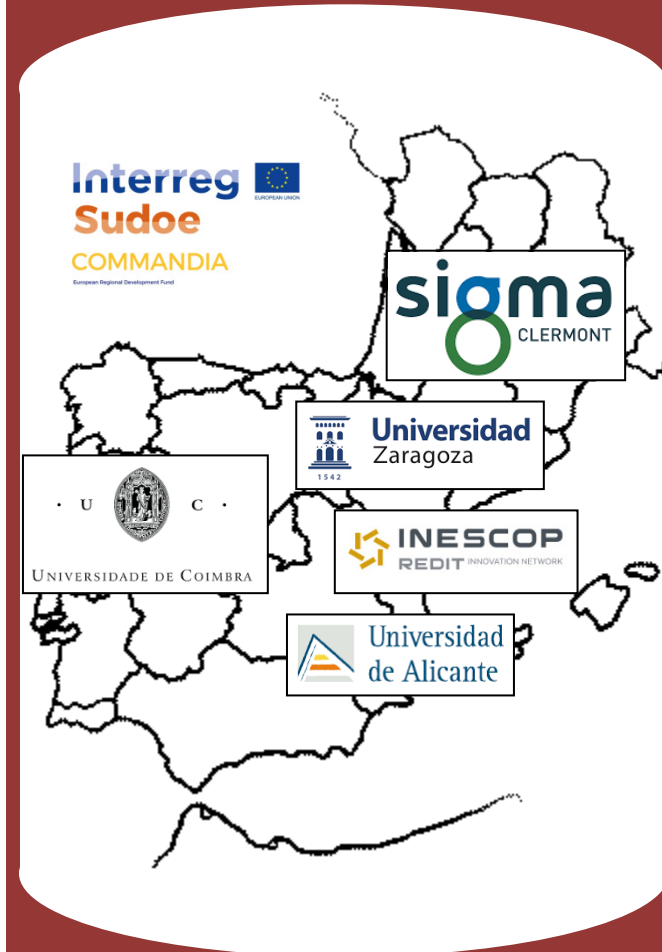 Interreg
EUROPEAN UNION
Sudoe
COMMANDIA
European Regional Development Fund
sigma
CLERMONT
Universidad
Zaragoza
1542
· U C ·
UNIVERSIDADE DE COIMBRA
INESCOP
REDIT INNOVATION NETWORK
Universidad
de Alicante